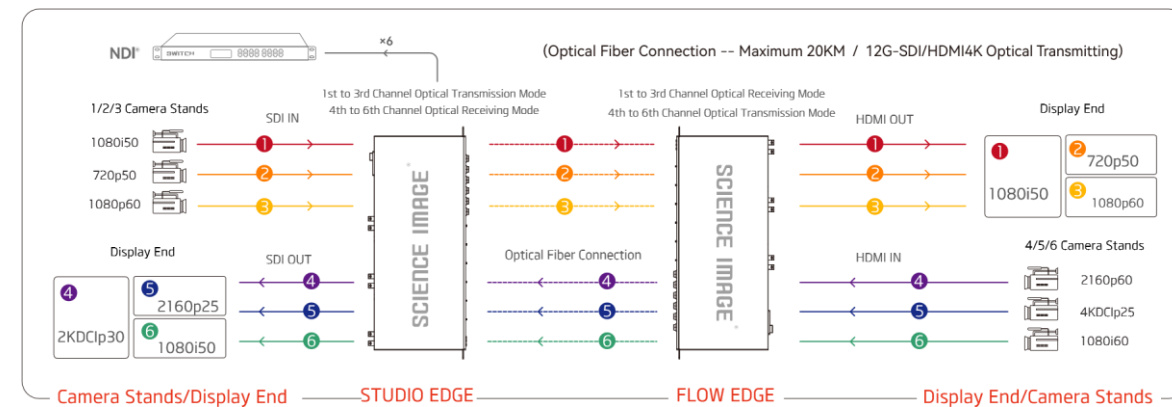 NDI®
SWITCH
8888 8888
×6
(Optical Fiber Connection -- Maximum 20KM / 12G-SDI/HDMI4K Optical Transmitting)
1st to 3rd Channel Optical Transmission Mode
4th to 6th Channel Optical Receiving Mode
1st to 3rd Channel Optical Receiving Mode
4th to 6th Channel Optical Transmission Mode
1/2/3 Camera Stands
SDI IN
HDMI OUT
Display End
1080i50
1
1
1
720p50
2
2
2
1080p60
3
3
3
1
1080i50
2
720p50
3
1080p60
SCIENCE IMAGE®
SCIENCE IMAGE®
Display End
SDI OUT
Optical Fiber Connection
HDMI IN
4/5/6 Camera Stands
4
2KDCIp30
5
2160p25
6
1080i50
4
4
4
2160p60
5
5
5
4KDCIp25
6
6
6
1080i60
Camera Stands/Display End
STUDIO EDGE
FLOW EDGE
Display End/Camera Stands